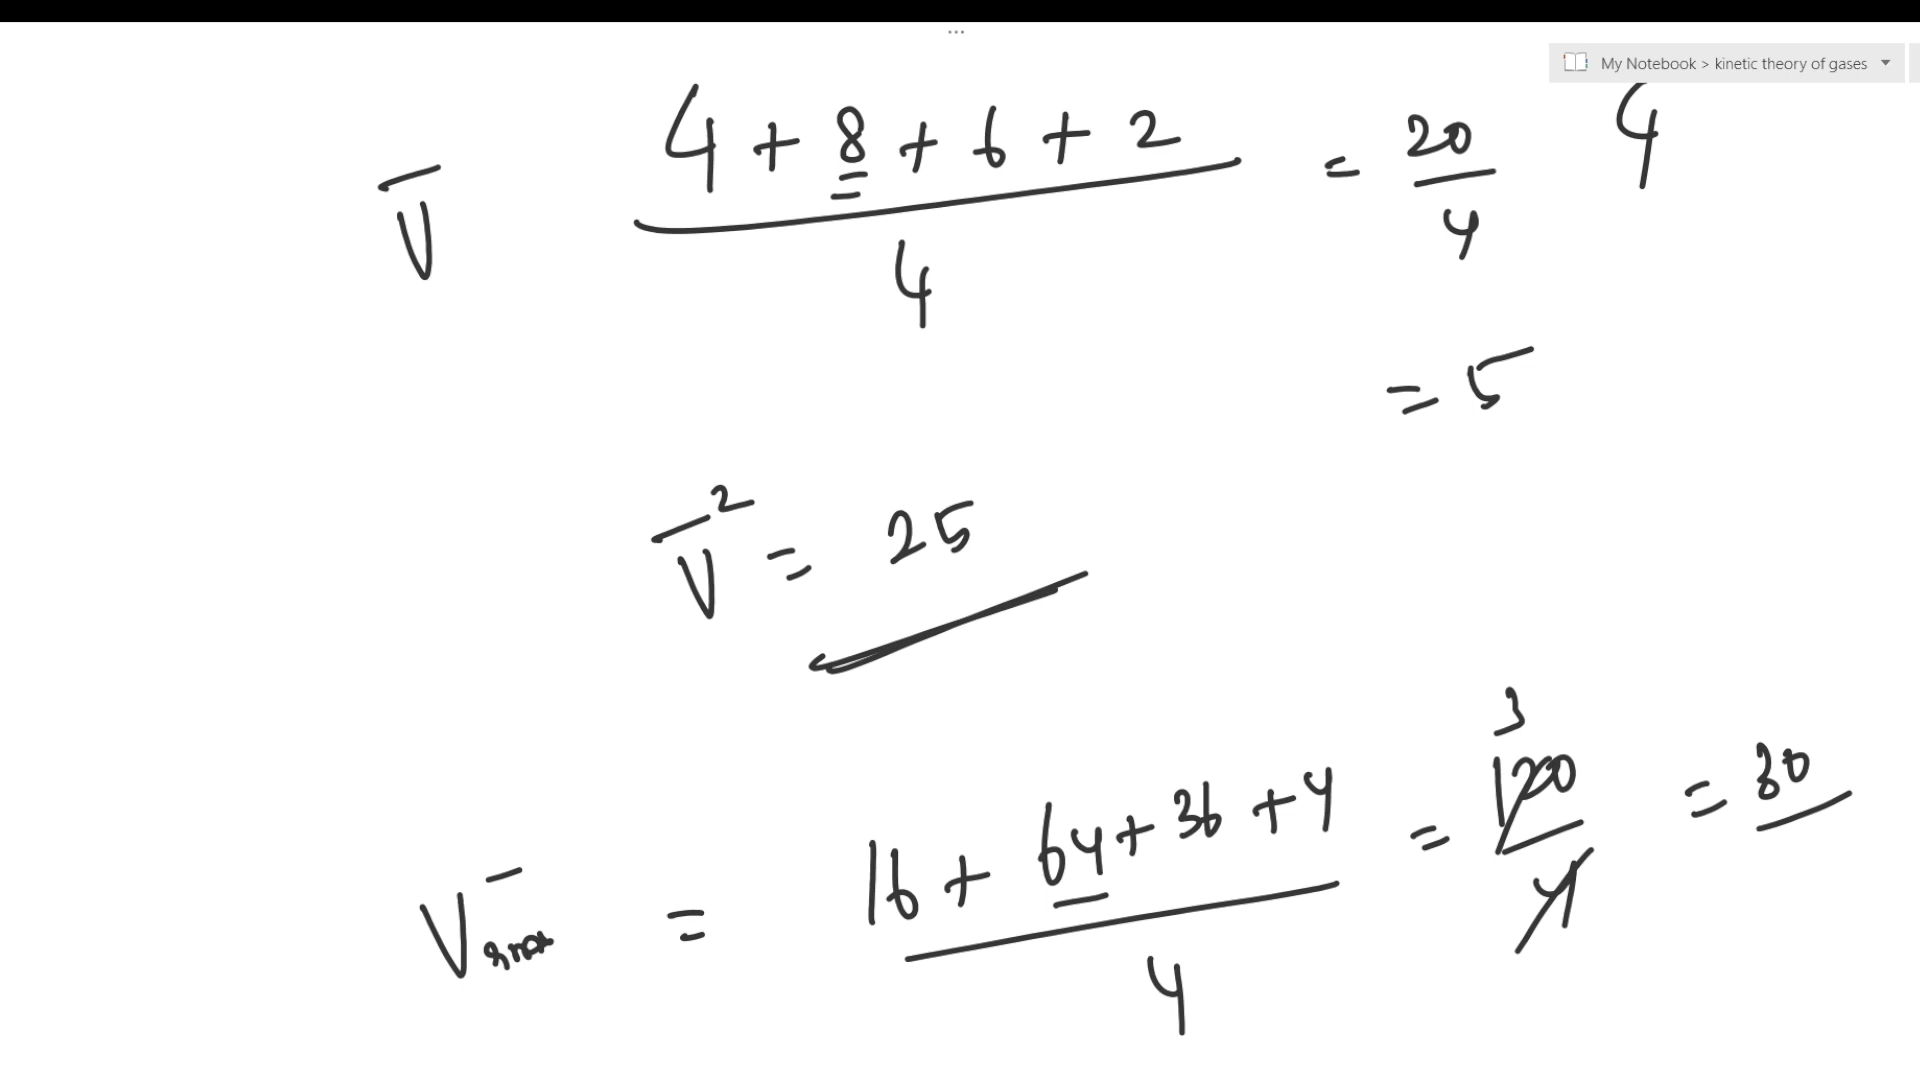 My Notebook > kinetic theory of gases
V̅ 4 + 8 + 6 + 2 / 4 = 20 / 4 4
= 5
V̅² = 25
V = 16 + 64 + 36 + 4 / 4 = 120 / 4 = 30
3